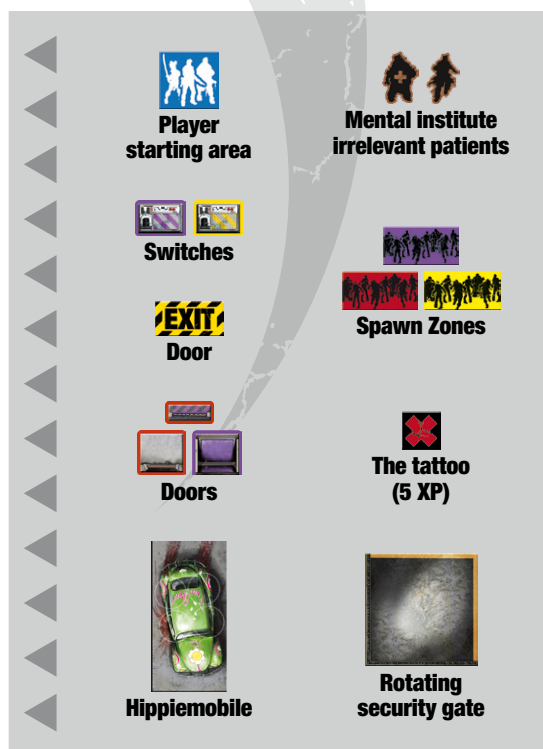 Player
starting area
Mental institute
irrelevant patients
Switches
Spawn Zones
EXIT
Door
Doors
The tattoo
(5 XP)
Hippiemobile
Rotating
security gate